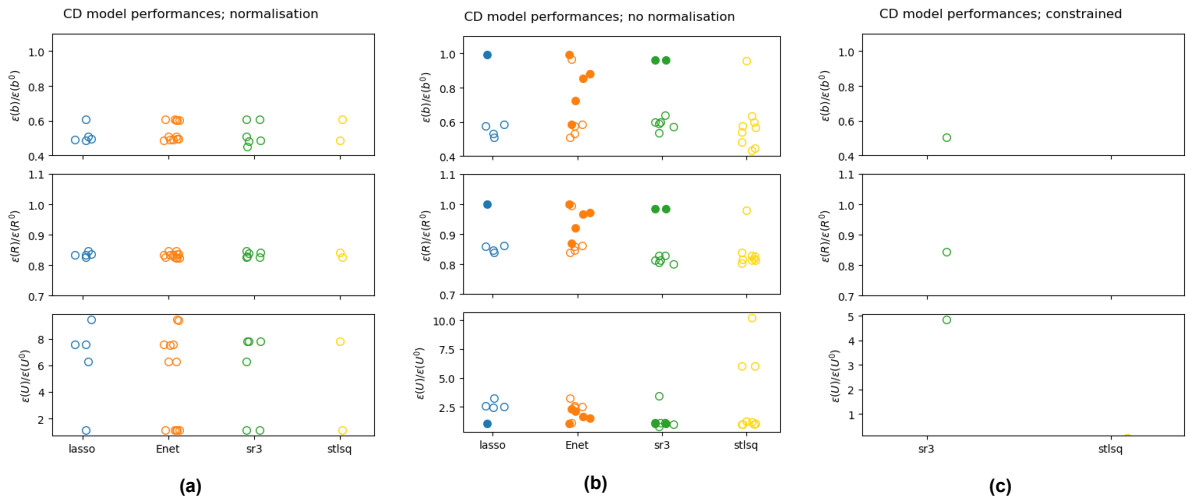 CD model performances; normalisation
ε(b)/ε(b⁰)
1.0
0.8
0.6
0.4
ε(R)/ε(R⁰)
1.1
1.0
0.9
0.8
0.7
ε(U)/ε(U⁰)
8
6
4
2
lasso Enet sr3 stlsq
(a)
CD model performances; no normalisation
ε(b)/ε(b⁰)
1.0
0.8
0.6
0.4
ε(R)/ε(R⁰)
1.1
1.0
0.9
0.8
0.7
ε(U)/ε(U⁰)
10.0
7.5
5.0
2.5
lasso Enet sr3 stlsq
(b)
CD model performances; constrained
ε(b)/ε(b⁰)
1.0
0.8
0.6
0.4
ε(R)/ε(R⁰)
1.1
1.0
0.9
0.8
0.7
ε(U)/ε(U⁰)
5
4
3
2
1
sr3 stlsq
(c)